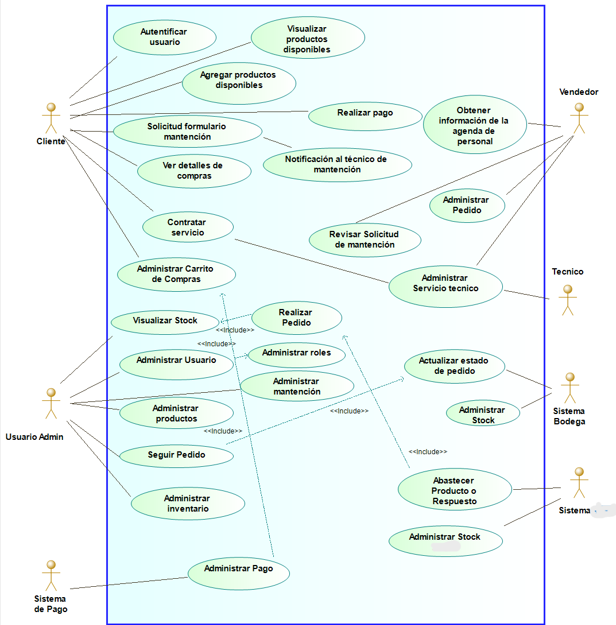 Autentificar
usuario
Visualizar
productos
disponibles
Vendedor
Agregar productos
disponibles
Cliente
Realizar pago
Obtener
información de la
agenda de
personal
Solicitud formulario
mantención
Notificación al técnico de
mantención
Ver detalles de
compras
Administrar
Pedido
Contratar
servicio
Revisar Solicitud
de mantención
Administrar Carrito
de Compras
Administrar
Servicio tecnico
Tecnico
Visualizar Stock
Realizar
Pedido
<<Include>>
<<Include>>
Administrar Usuario
Administrar roles
Actualizar estado
de pedido
Administrar
mantención
Usuario Admin
Administrar
productos
<<Include>>
Administrar
Stock
Sistema
Bodega
<<Include>>
Seguir Pedido
<<Include>>
Administrar
inventario
Abastecer
Producto o
Respuesto
Sistema
Administrar Stock
Administrar Pago
Sistema
de Pago